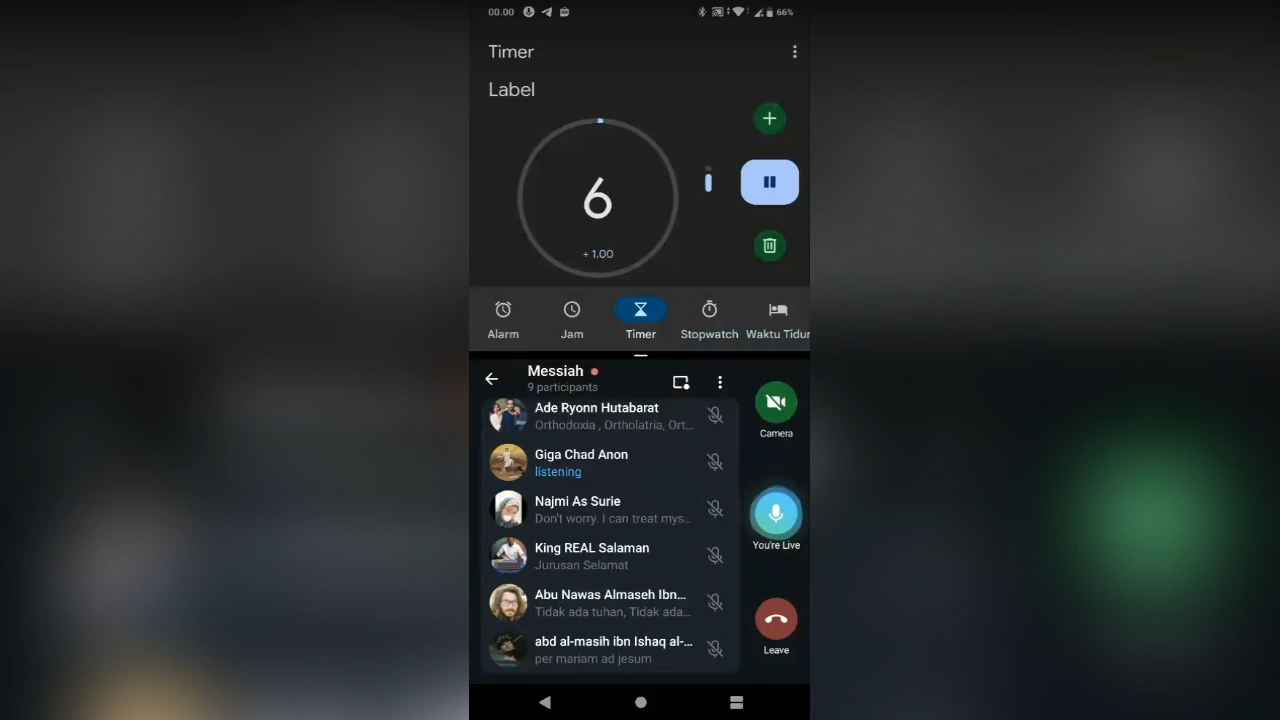 00.00
66%
Timer
Label
6
+ 1.00
Alarm
Jam
Timer
Stopwatch
Waktu Tidur
Messiah
9 participants
Ade Ryonn Hutabarat
Orthodoxia , Ortholatria, Ort...
Giga Chad Anon
listening
Najmi As Surie
Don't worry. I can treat mys...
King REAL Salaman
Jurusan Selamat
Abu Nawas Almaseh Ibn...
Tidak ada tuhan, Tidak ada...
abd al-masih ibn Ishaq al-...
per mariam ad jesum
Camera
You're Live
Leave